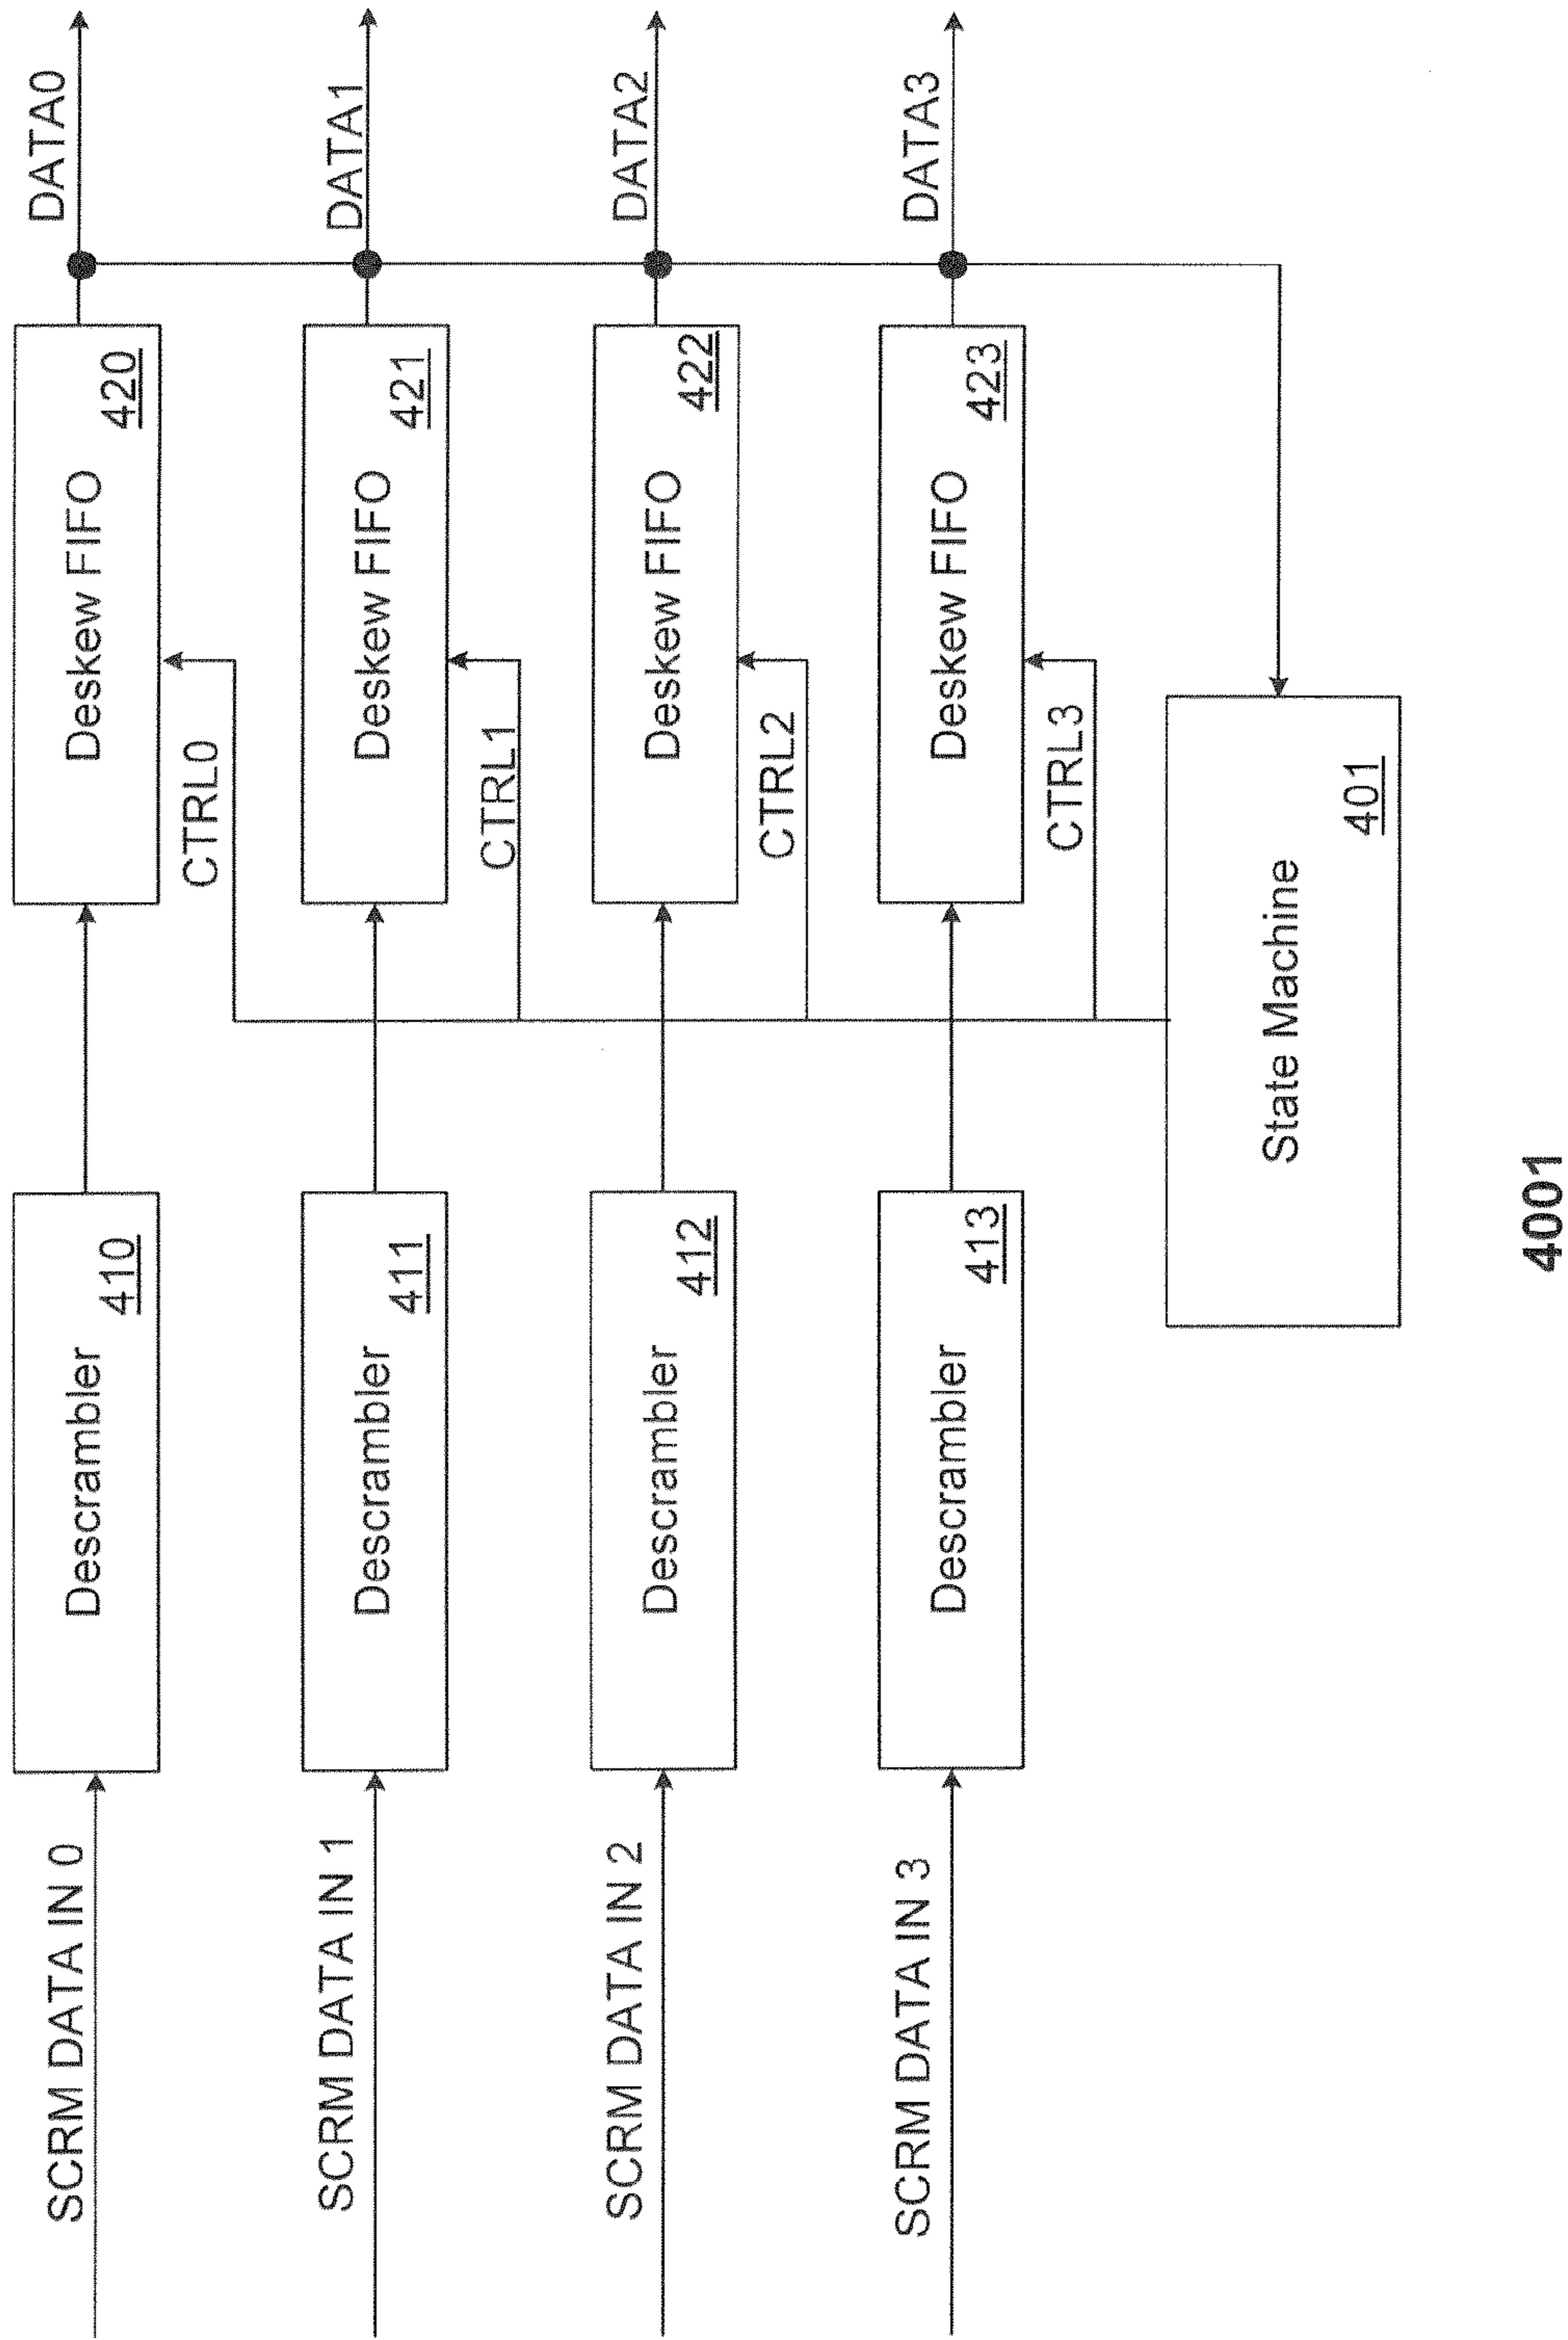 SCRM DATA IN 0
Descrambler
410
Deskew FIFO
420
DATA0
CTRL0
SCRM DATA IN 1
Descrambler
411
Deskew FIFO
421
DATA1
CTRL1
SCRM DATA IN 2
Descrambler
412
Deskew FIFO
422
DATA2
CTRL2
SCRM DATA IN 3
Descrambler
413
Deskew FIFO
423
DATA3
CTRL3
State Machine
401
4001